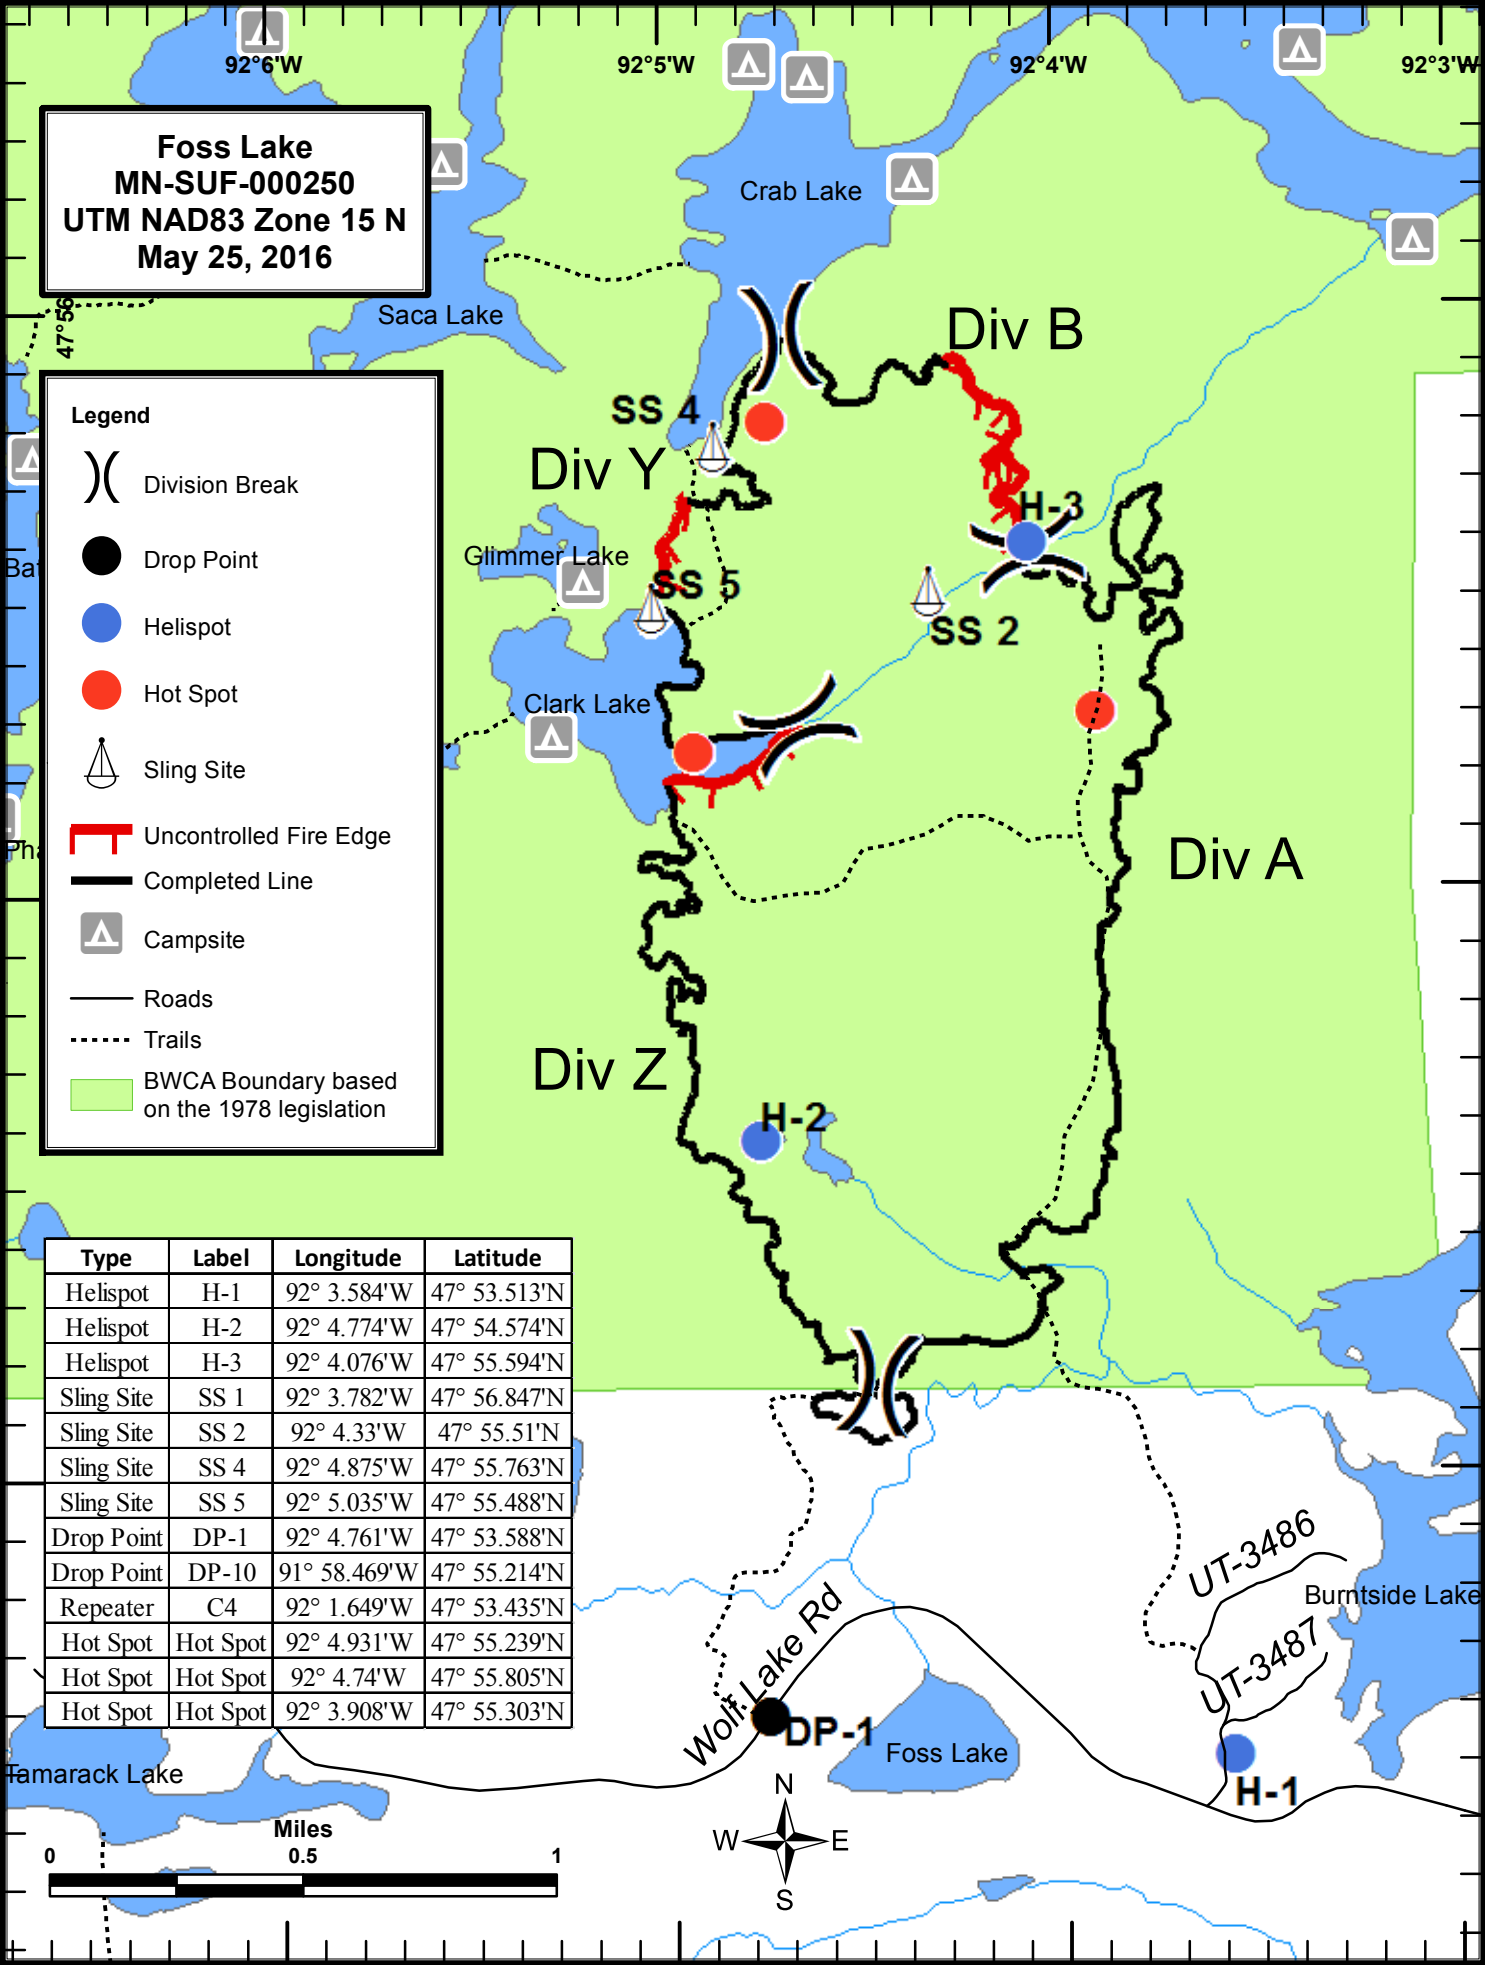 92°6'W
92°5'W
92°4'W
92°3'W
Foss Lake
MN-SUF-000250
UTM NAD83 Zone 15 N
May 25, 2016
Crab Lake
47°56
Saca Lake
Div B
Legend
Division Break
Drop Point
Helispot
Hot Spot
Sling Site
Uncontrolled Fire Edge
Completed Line
Campsite
Roads
Trails
BWCA Boundary based
on the 1978 legislation
SS 4
Div Y
H-3
Glimmer Lake
SS 5
SS 2
Clark Lake
Div A
Div Z
H-2
Type Label Longitude Latitude
Helispot H-1 92° 3.584'W 47° 53.513'N
Helispot H-2 92° 4.774'W 47° 54.574'N
Helispot H-3 92° 4.076'W 47° 55.594'N
Sling Site SS 1 92° 3.782'W 47° 56.847'N
Sling Site SS 2 92° 4.33'W 47° 55.51'N
Sling Site SS 4 92° 4.875'W 47° 55.763'N
Sling Site SS 5 92° 5.035'W 47° 55.488'N
Drop Point DP-1 92° 4.761'W 47° 53.588'N
Drop Point DP-10 91° 58.469'W 47° 55.214'N
Repeater C4 92° 1.649'W 47° 53.435'N
Hot Spot Hot Spot 92° 4.931'W 47° 55.239'N
Hot Spot Hot Spot 92° 4.74'W 47° 55.805'N
Hot Spot Hot Spot 92° 3.908'W 47° 55.303'N
UT-3486
Burntside Lake
UT-3487
Wolf Lake Rd
DP-1
Foss Lake
H-1
Tamarack Lake
N
W E
S
Miles
0 0.5 1